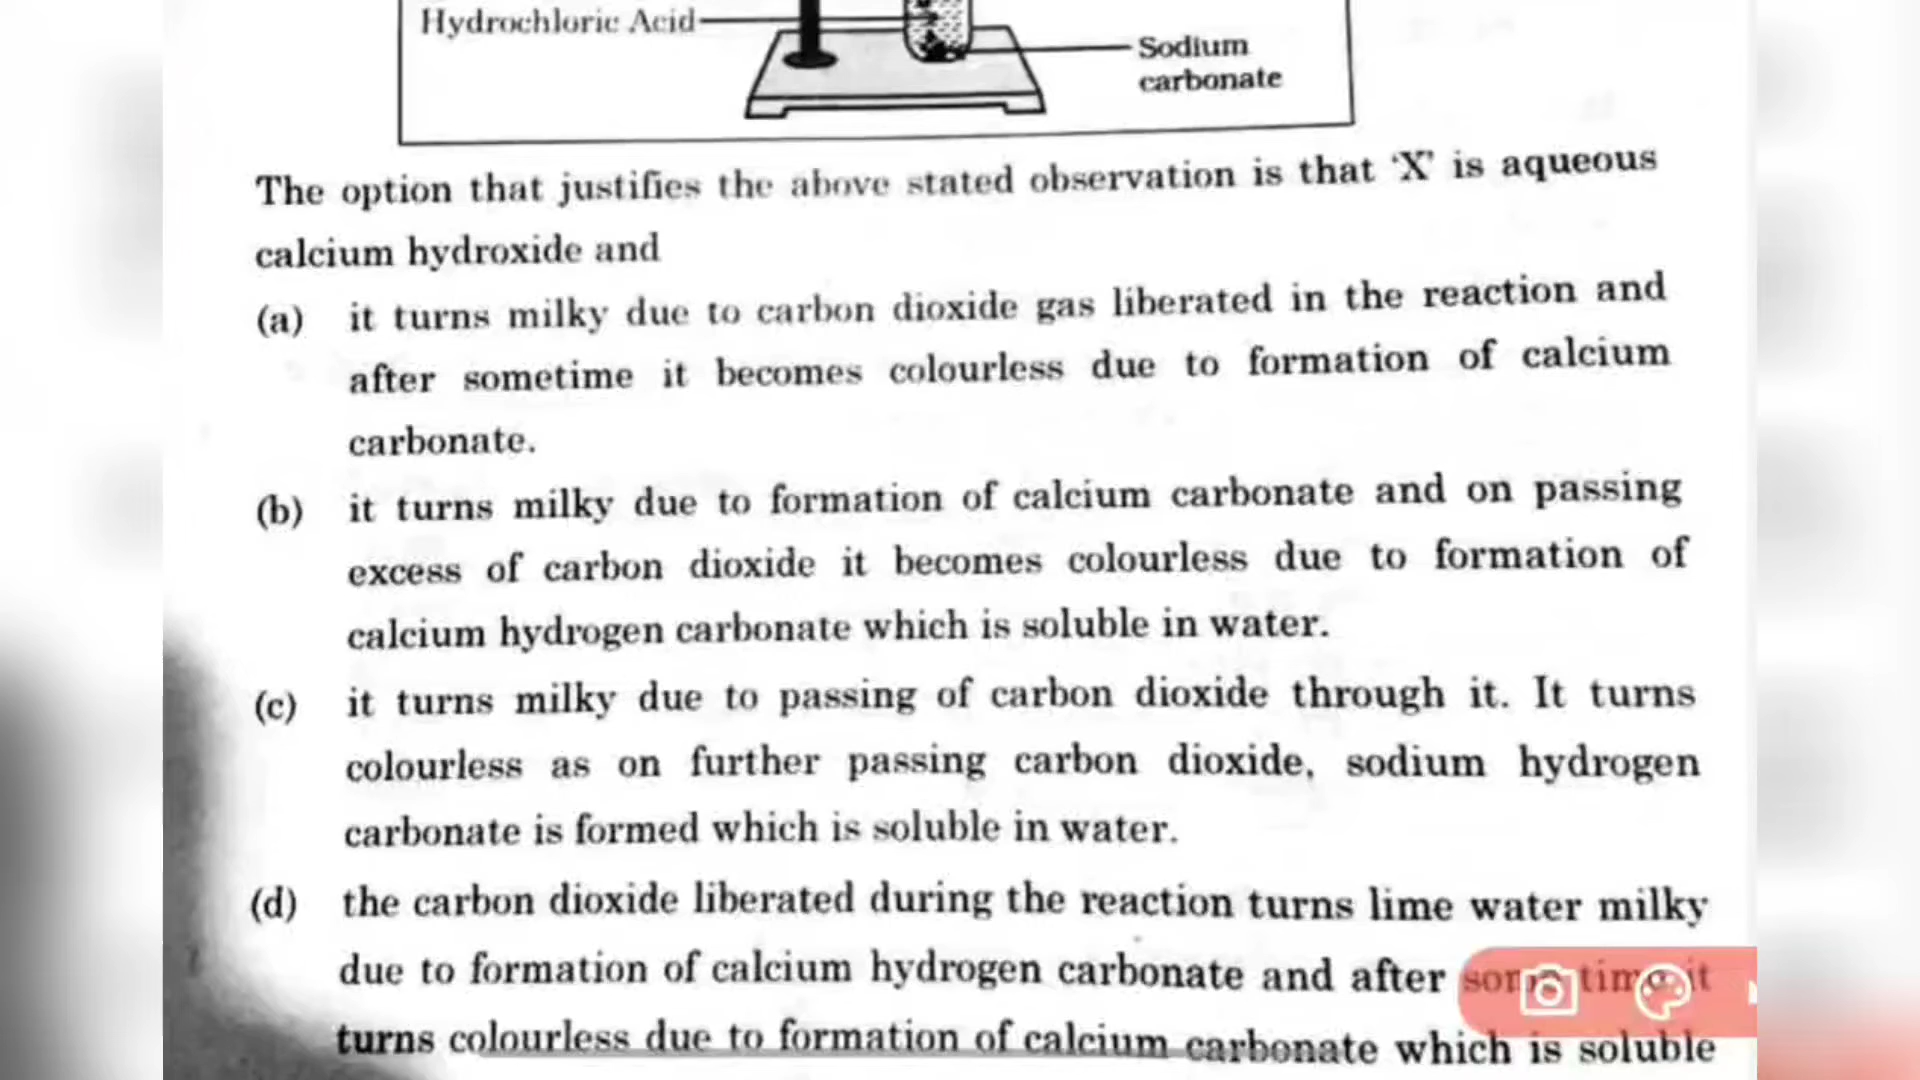 Hydrochloric Acid
Sodium
carbonate
The option that justifies the above stated observation is that ‘X’ is aqueous
calcium hydroxide and
(a) it turns milky due to carbon dioxide gas liberated in the reaction and
after sometime it becomes colourless due to formation of calcium
carbonate.
(b) it turns milky due to formation of calcium carbonate and on passing
excess of carbon dioxide it becomes colourless due to formation of
calcium hydrogen carbonate which is soluble in water.
(c) it turns milky due to passing of carbon dioxide through it. It turns
colourless as on further passing carbon dioxide, sodium hydrogen
carbonate is formed which is soluble in water.
(d) the carbon dioxide liberated during the reaction turns lime water milky
due to formation of calcium hydrogen carbonate and after some time it
turns colourless due to formation of calcium carbonate which is soluble